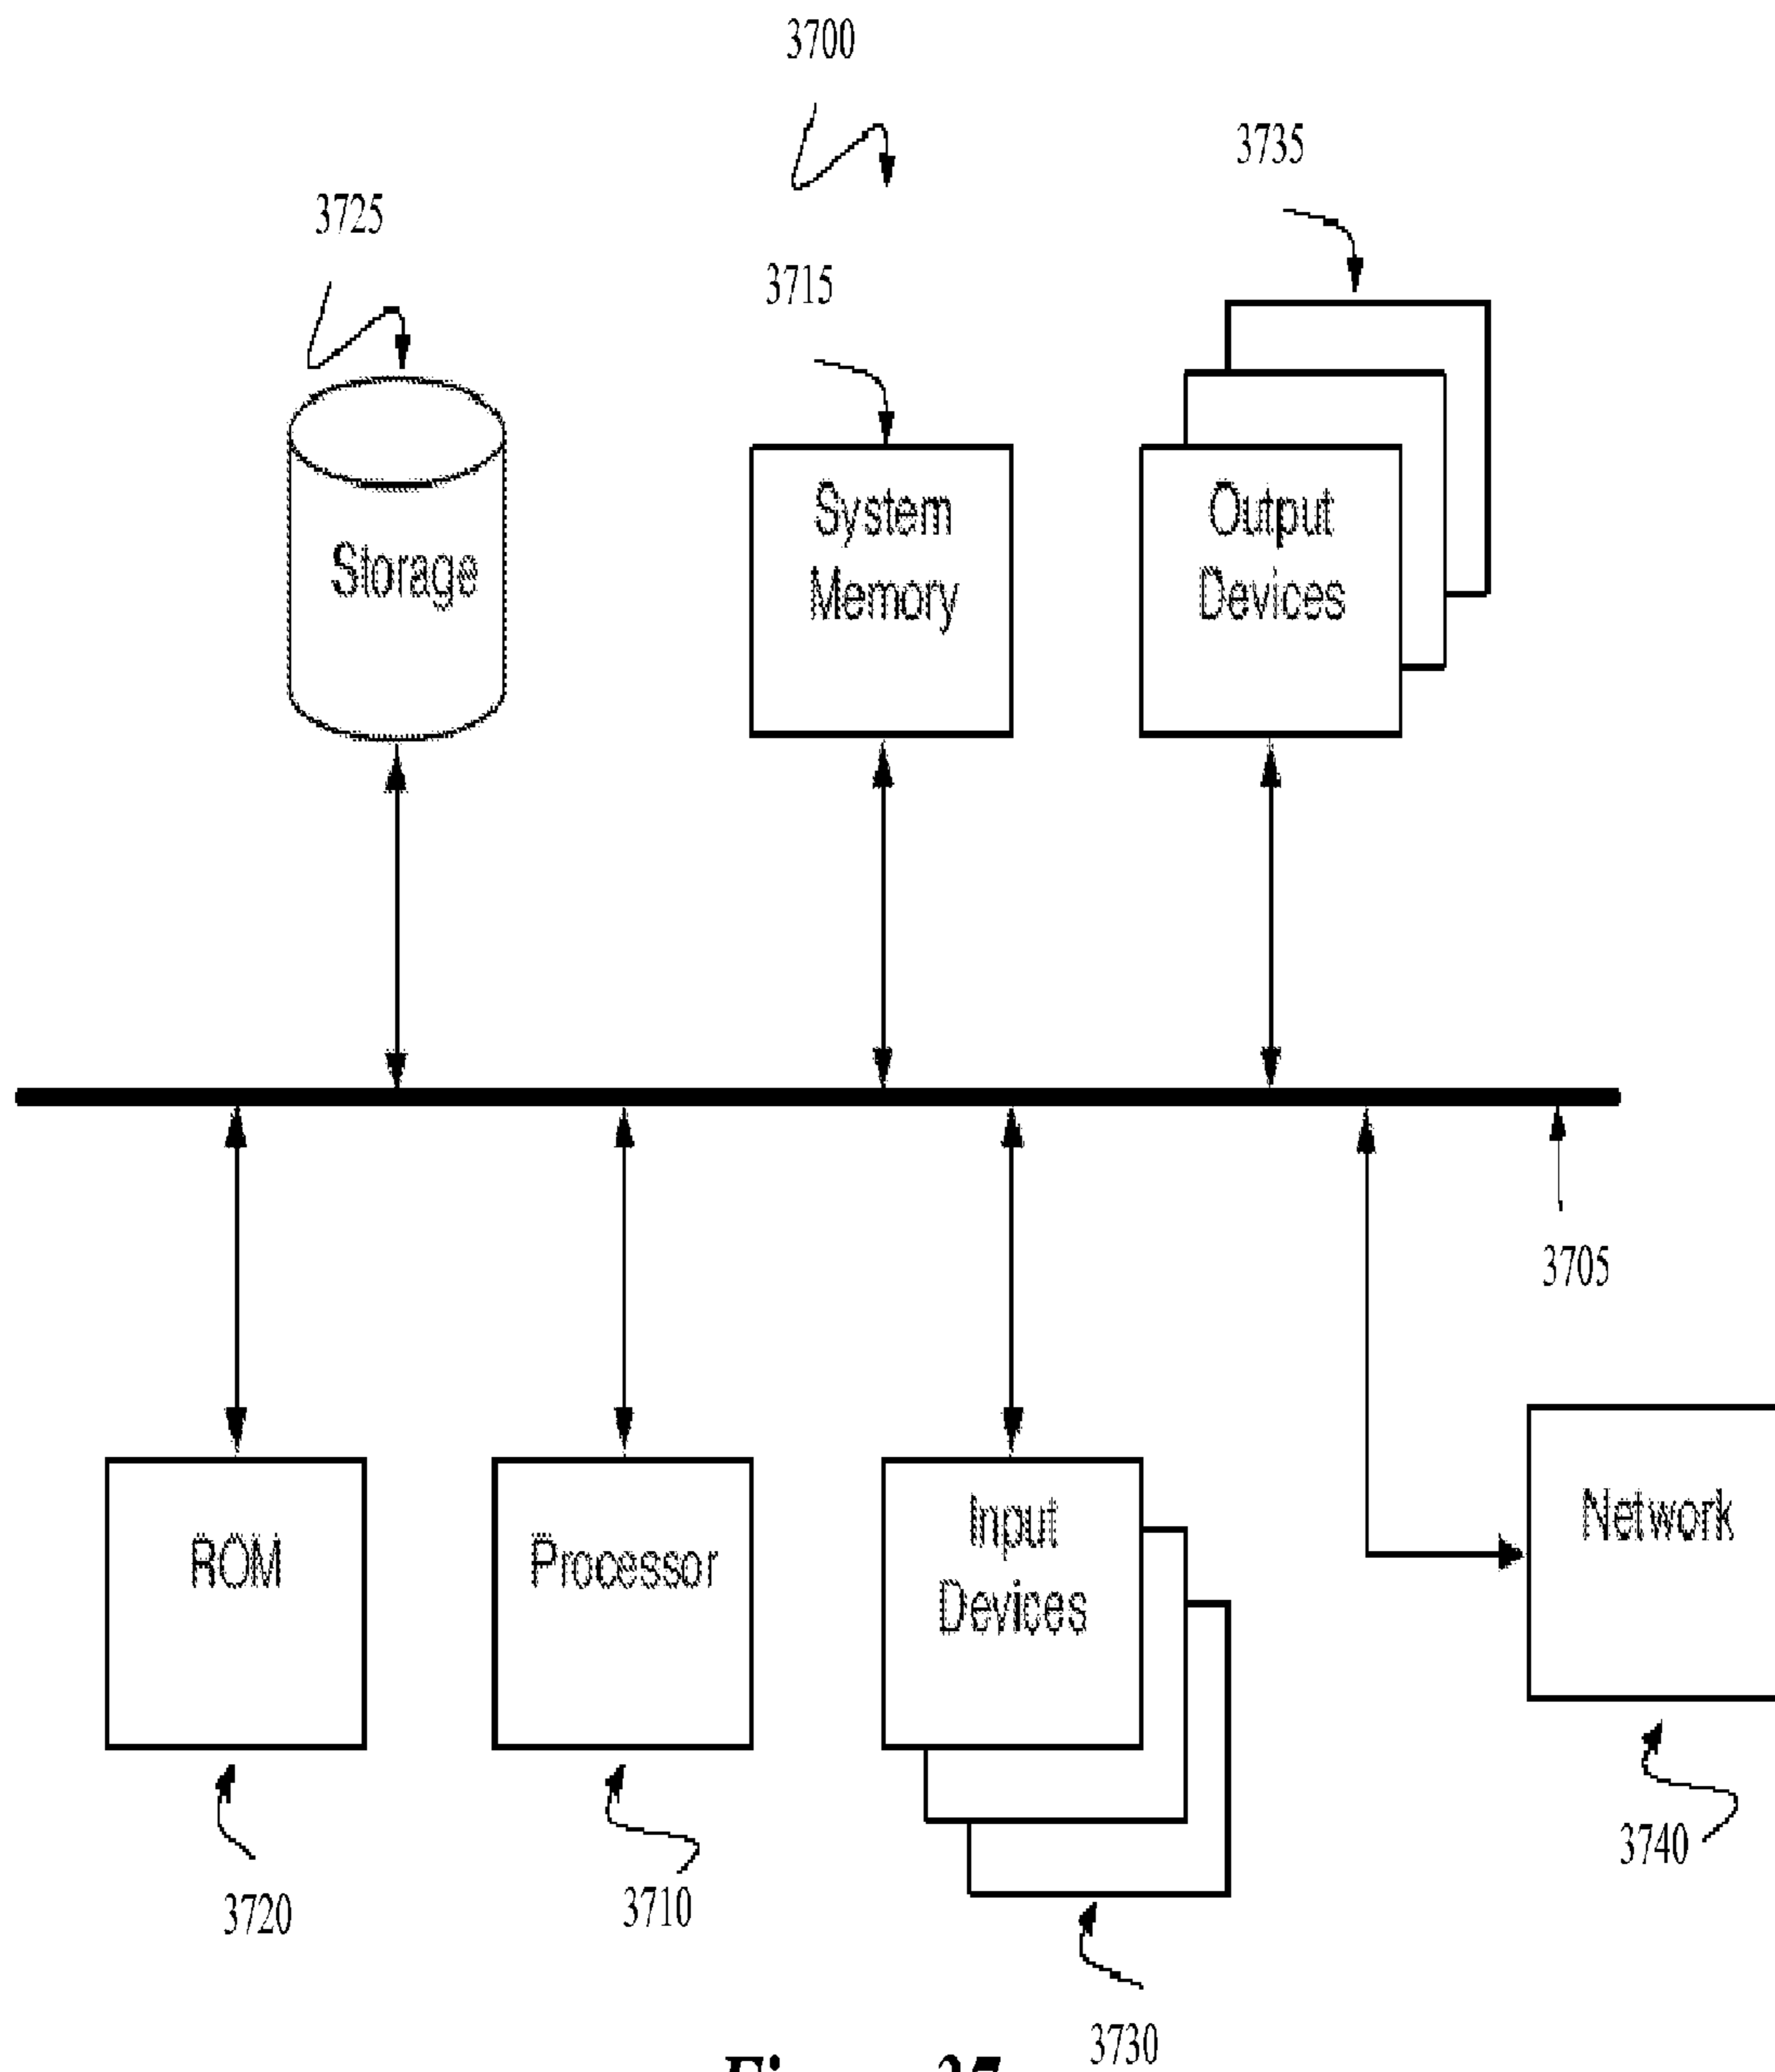 3700
3735
3725
3715
System
Memory
Output
Devices
Storage
3705
Network
Input
Devices
ROM
Processor
3740
3720
3710
3730
37